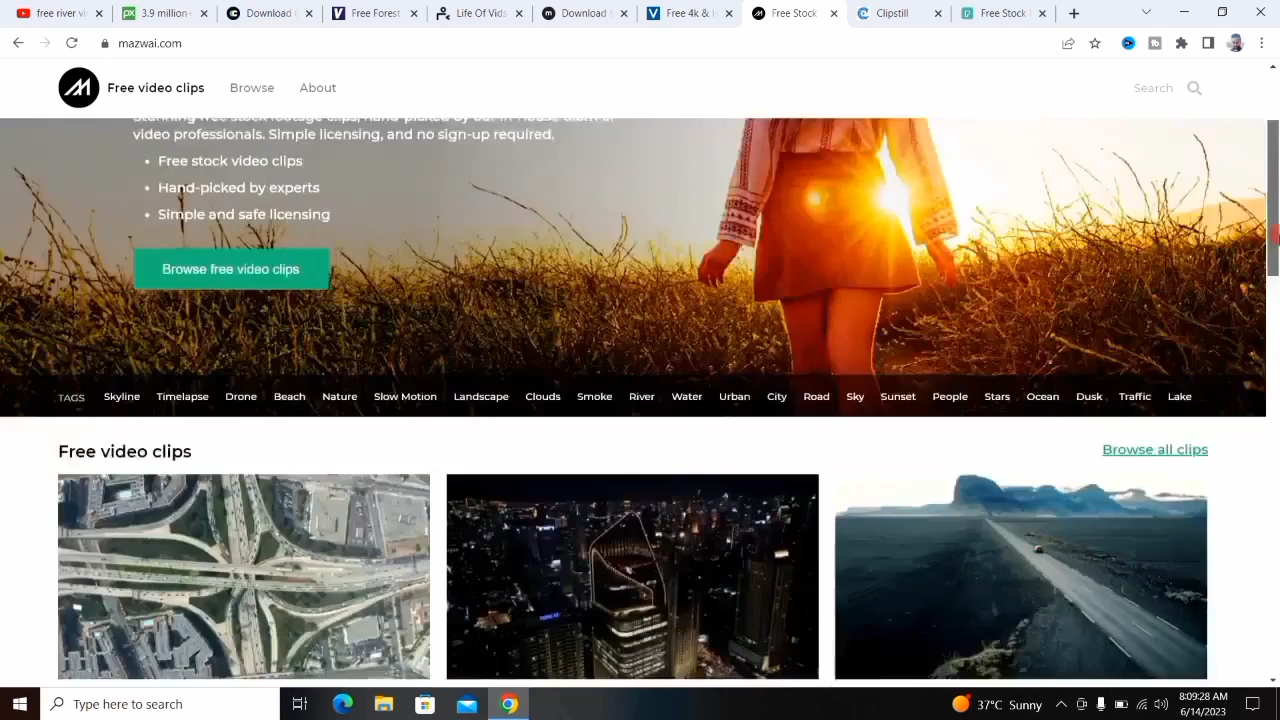 free river vi
3.9 million+
Download E
Free Forest
Life Of Vids
Download t
Free 4k & H
Free Stock
Clipstill
Free Stock F
mazwai.com
Free video clips
Browse
About
Search
video professionals. Simple licensing, and no sign-up required.
• Free stock video clips
• Hand-picked by experts
• Simple and safe licensing
Browse free video clips
TAGS Skyline Timelapse Drone Beach Nature Slow Motion Landscape Clouds Smoke River Water Urban City Road Sky Sunset People Stars Ocean Dusk Traffic Lake
Free video clips
Browse all clips
Type here to search
37°C Sunny
8:09:28 AM
6/14/2023